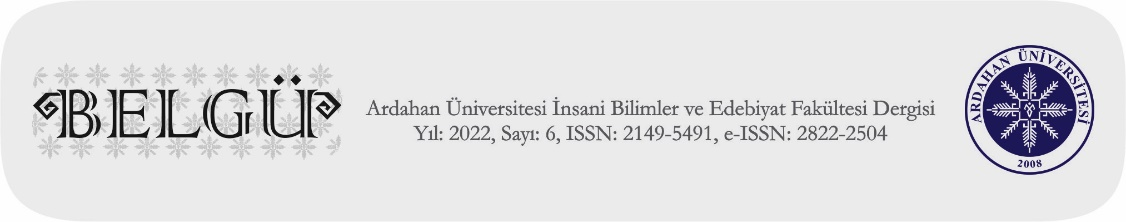 BELGÜ
Ardahan Üniversitesi İnsani Bilimler ve Edebiyat Fakültesi Dergisi
Yıl: 2022, Sayı: 6, ISSN: 2149-5491, e-ISSN: 2822-2504
ARDAHAN ÜNİVERSİTESİ
2008